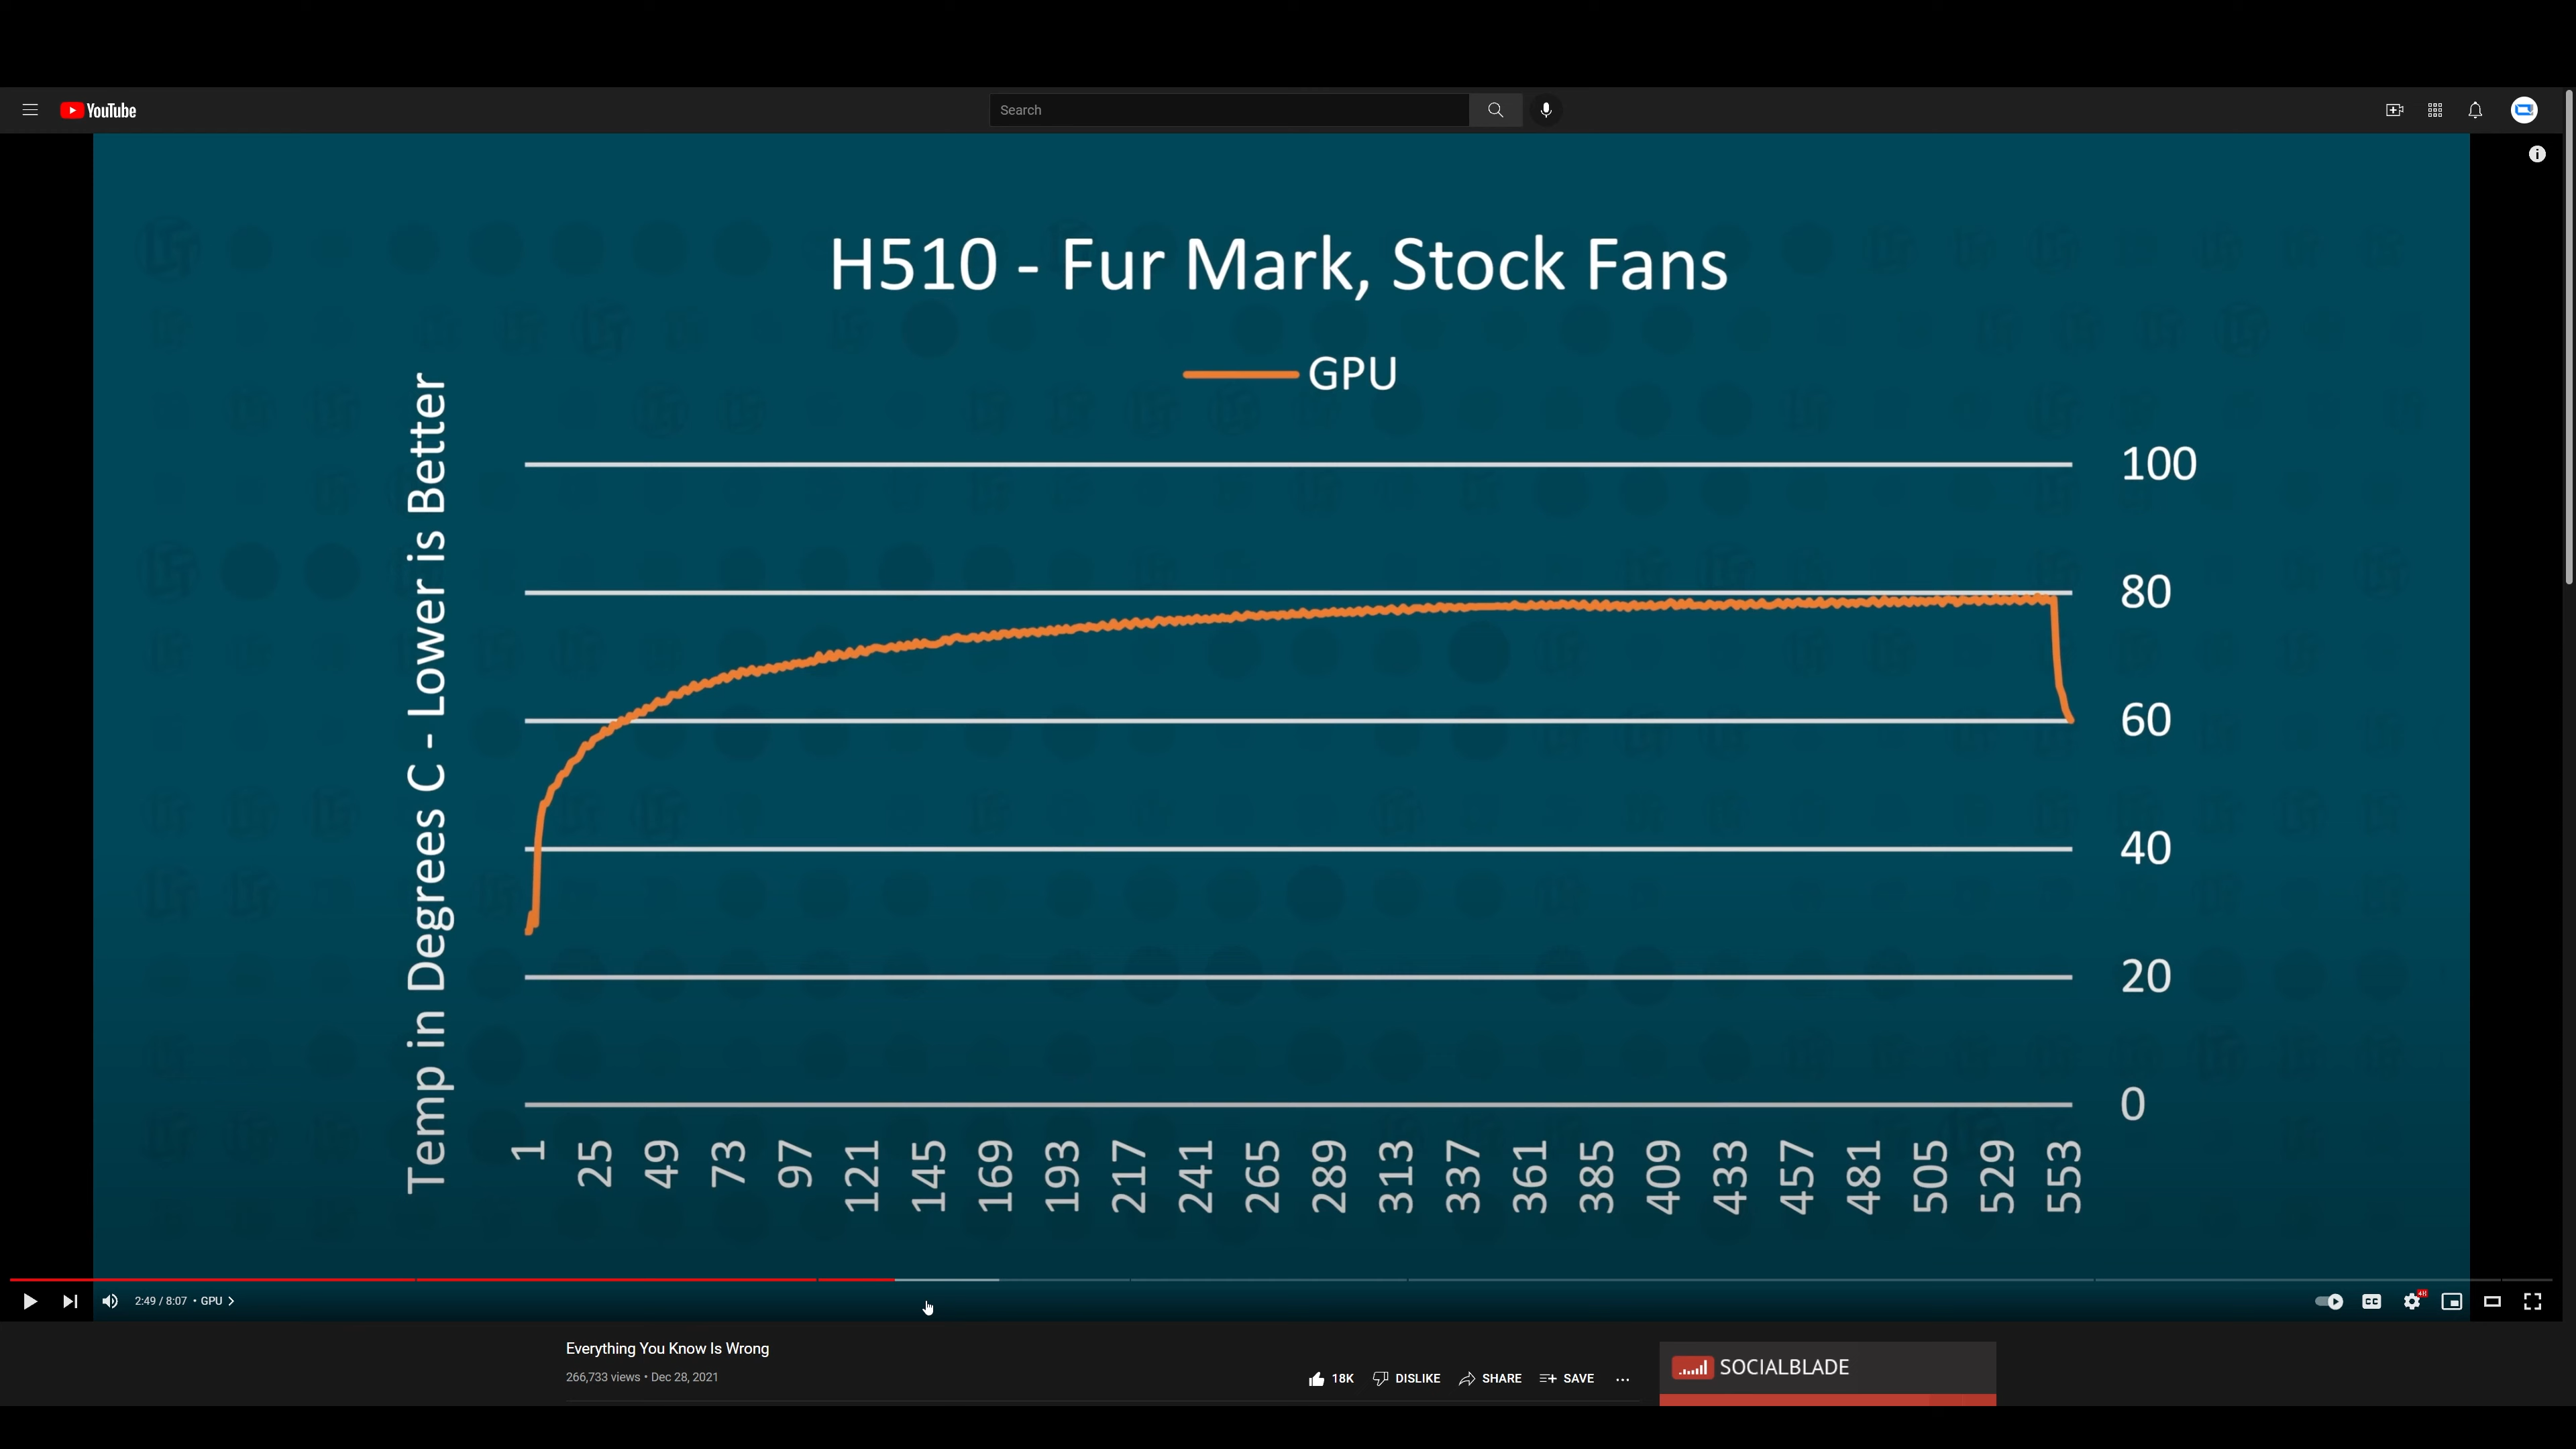 YouTube
Search
H510 - Fur Mark, Stock Fans
GPU
Temp in Degrees C - Lower is Better
100
80
60
40
20
0
1 25 49 73 97 121 145 169 193 217 241 265 289 313 337 361 385 409 433 457 481 505 529 553
2:49 / 8:07 • GPU
CC
4K
Everything You Know Is Wrong
266,733 views • Dec 28, 2021
18K DISLIKE SHARE SAVE
SOCIALBLADE